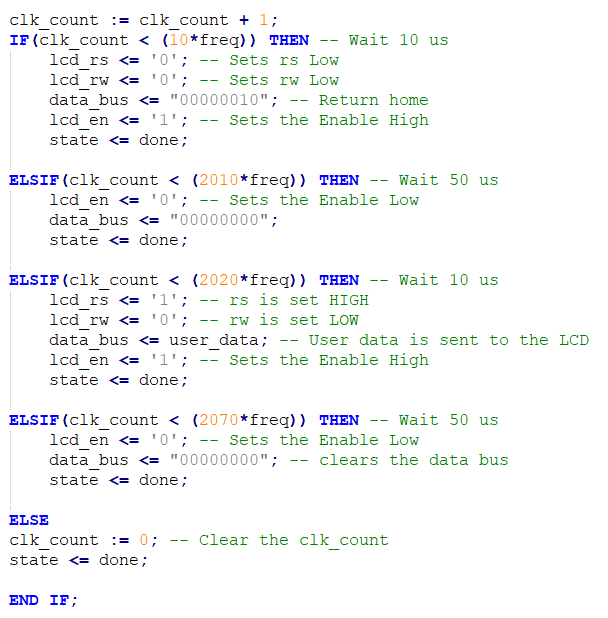 clk_count := clk_count + 1;
IF(clk_count < (10*freq)) THEN -- Wait 10 us
    lcd_rs <= '0'; -- Sets rs Low
    lcd_rw <= '0'; -- Sets rw Low
    data_bus <= "00000010"; -- Return home
    lcd_en <= '1'; -- Sets the Enable High
    state <= done;

ELSIF(clk_count < (2010*freq)) THEN -- Wait 50 us
    lcd_en <= '0'; -- Sets the Enable Low
    data_bus <= "00000000";
    state <= done;

ELSIF(clk_count < (2020*freq)) THEN -- Wait 10 us
    lcd_rs <= '1'; -- rs is set HIGH
    lcd_rw <= '0'; -- rw is set LOW
    data_bus <= user_data; -- User data is sent to the LCD
    lcd_en <= '1'; -- Sets the Enable High
    state <= done;

ELSIF(clk_count < (2070*freq)) THEN -- Wait 50 us
    lcd_en <= '0'; -- Sets the Enable Low
    data_bus <= "00000000"; -- clears the data bus
    state <= done;

ELSE
clk_count := 0; -- Clear the clk_count
state <= done;

END IF;